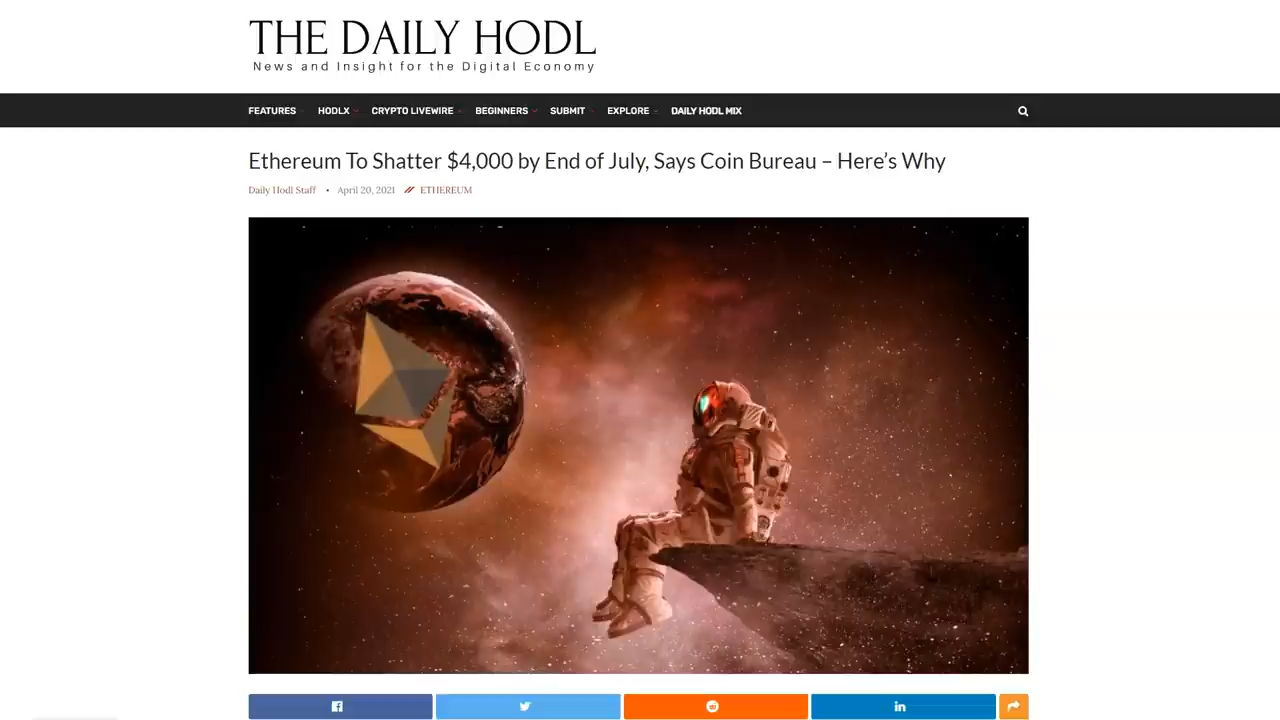 THE DAILY HODL
News and Insight for the Digital Economy
FEATURES HODLX CRYPTO LIVEWIRE BEGINNERS SUBMIT EXPLORE DAILY HODL MIX
Ethereum To Shatter $4,000 by End of July, Says Coin Bureau – Here’s Why
Daily Hodl Staff • April 20, 2021 ETHEREUM